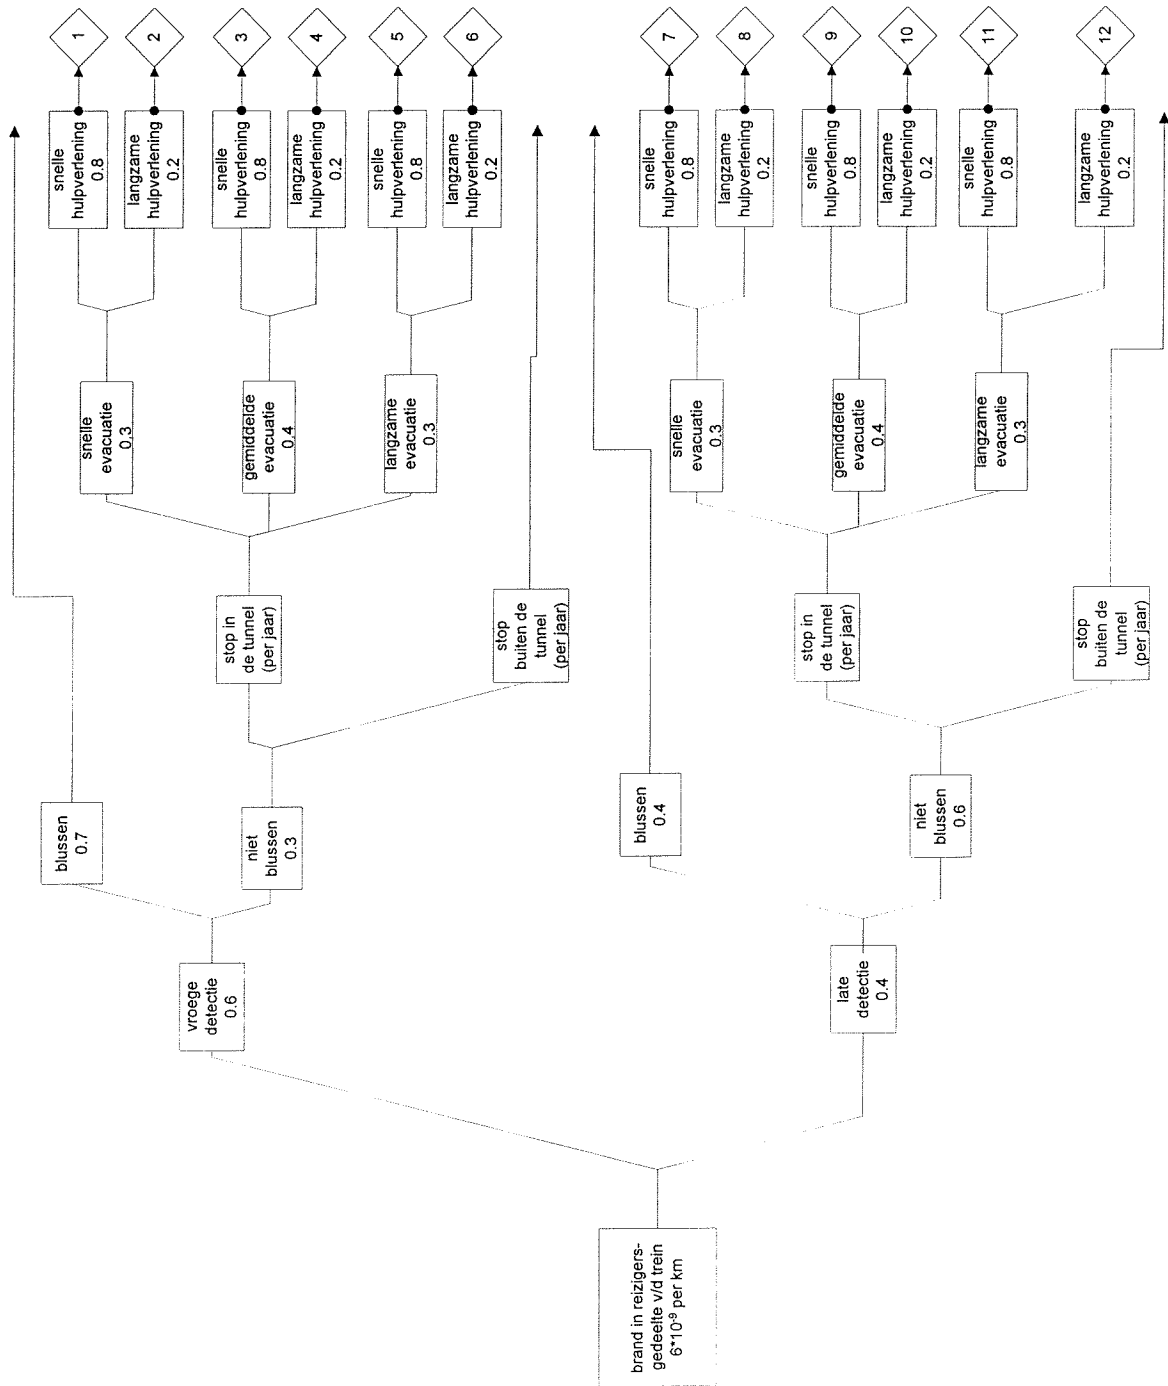 brand in reizigers-
gedeelte v/d trein
6*10⁻⁹ per km
vroege
detectie
0.6
late
detectie
0.4
blussen
0.7
niet
blussen
0.3
blussen
0.4
niet
blussen
0.6
stop in
de tunnel
(per jaar)
stop
buiten de
tunnel
(per jaar)
stop in
de tunnel
(per jaar)
stop
buiten de
tunnel
(per jaar)
snelle
evacuatie
0.3
gemiddelde
evacuatie
0.4
langzame
evacuatie
0.3
snelle
evacuatie
0.3
gemiddelde
evacuatie
0.4
langzame
evacuatie
0.3
snelle
hulpverlening
0.8
langzame
hulpverlening
0.2
snelle
hulpverlening
0.8
langzame
hulpverlening
0.2
snelle
hulpverlening
0.8
langzame
hulpverlening
0.2
snelle
hulpverlening
0.8
langzame
hulpverlening
0.2
snelle
hulpverlening
0.8
langzame
hulpverlening
0.2
snelle
hulpverlening
0.8
langzame
hulpverlening
0.2
1
2
3
4
5
6
7
8
9
10
11
12